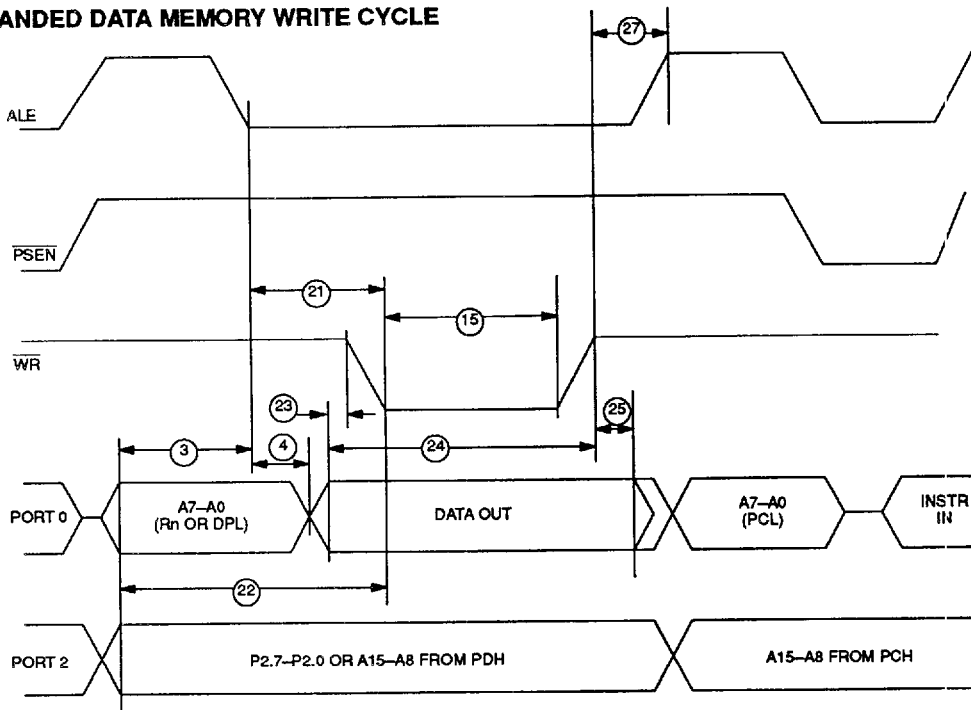 ANDED DATA MEMORY WRITE CYCLE
27
ALE
PSEN
21
15
WR
23
25
3
4
24
PORT 0
A7–A0
(Rn OR DPL)
DATA OUT
A7–A0
(PCL)
INSTR
IN
22
PORT 2
P2.7–P2.0 OR A15–A8 FROM PDH
A15–A8 FROM PCH